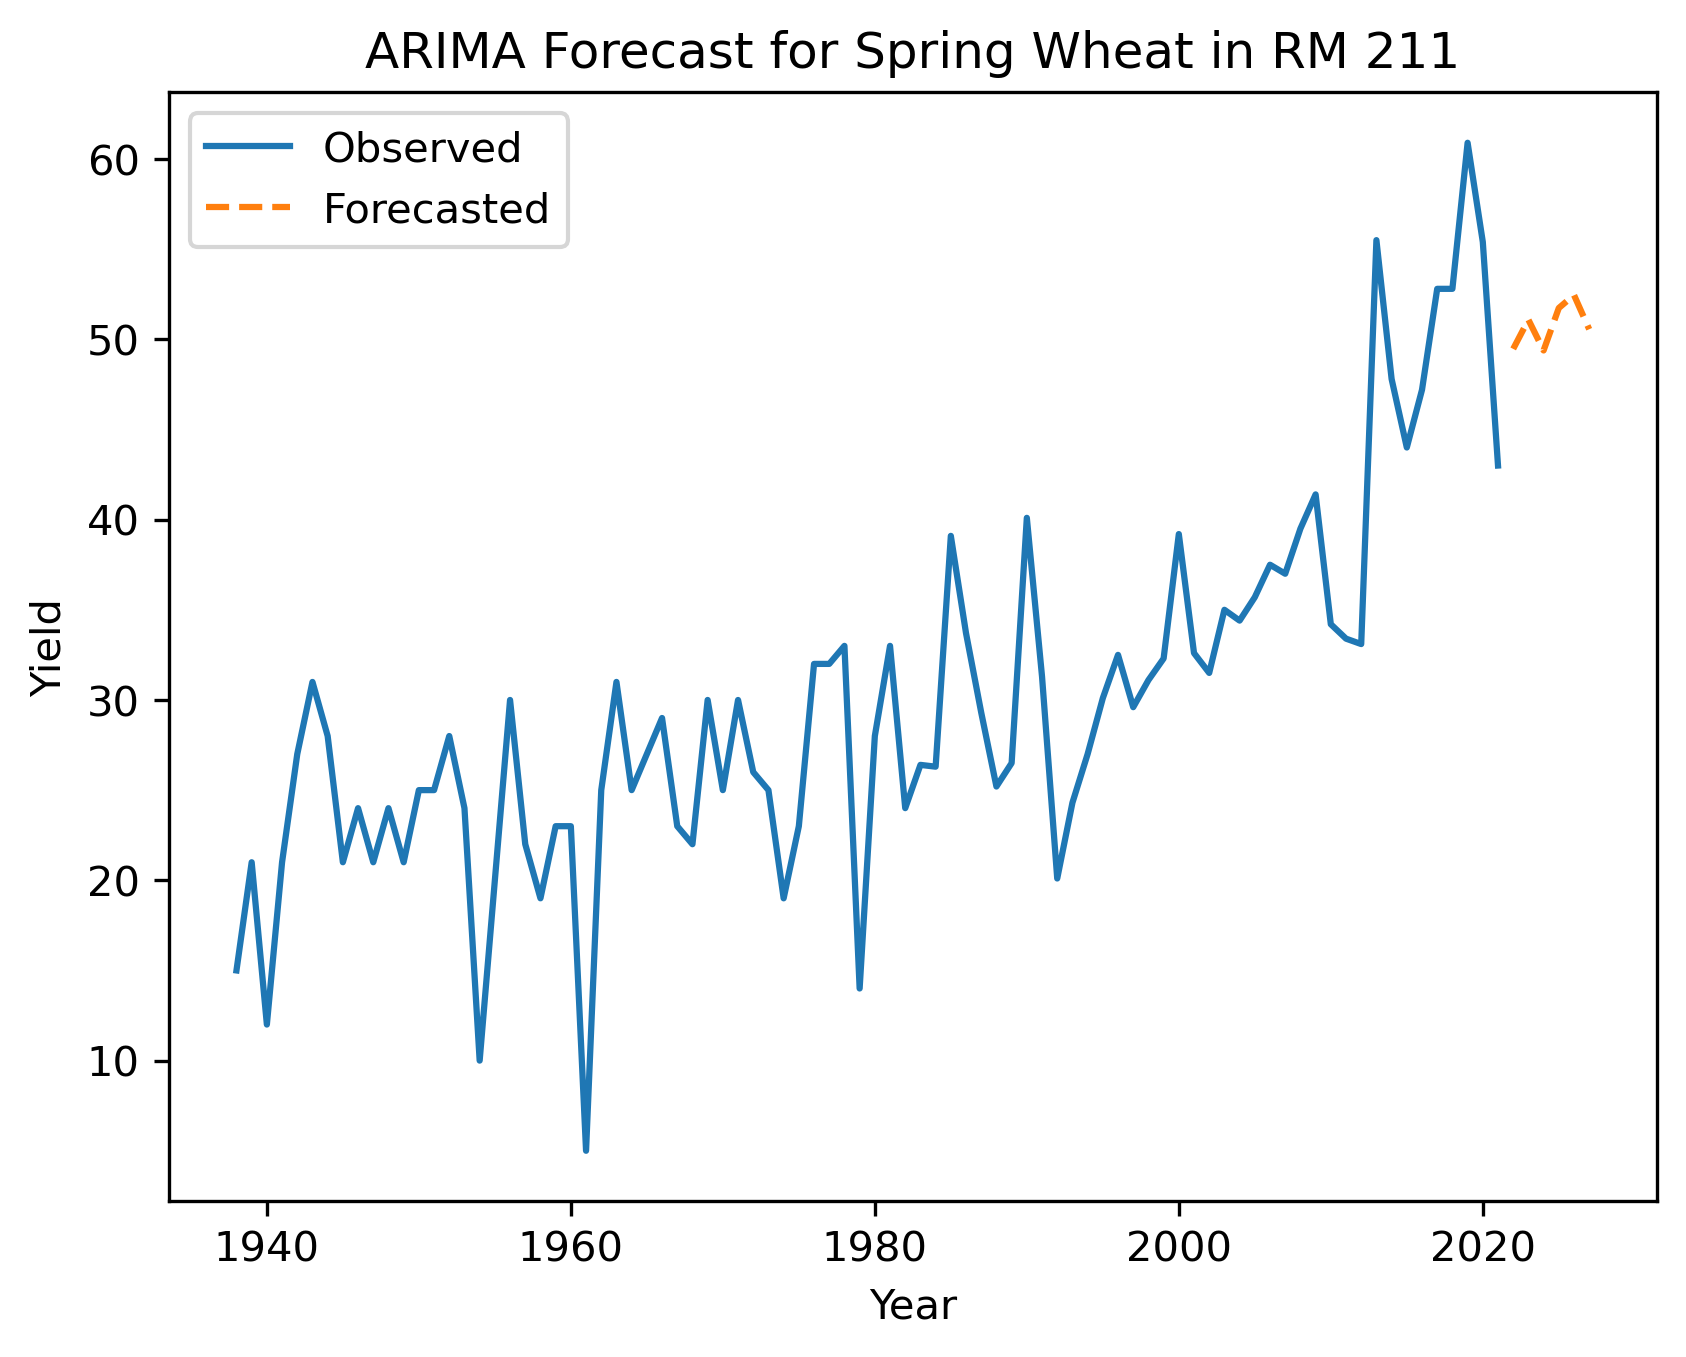 ARIMA Forecast for Spring Wheat in RM 211
Observed
Forecasted
60
50
40
30
20
10
Yield
1940 1960 1980 2000 2020
Year